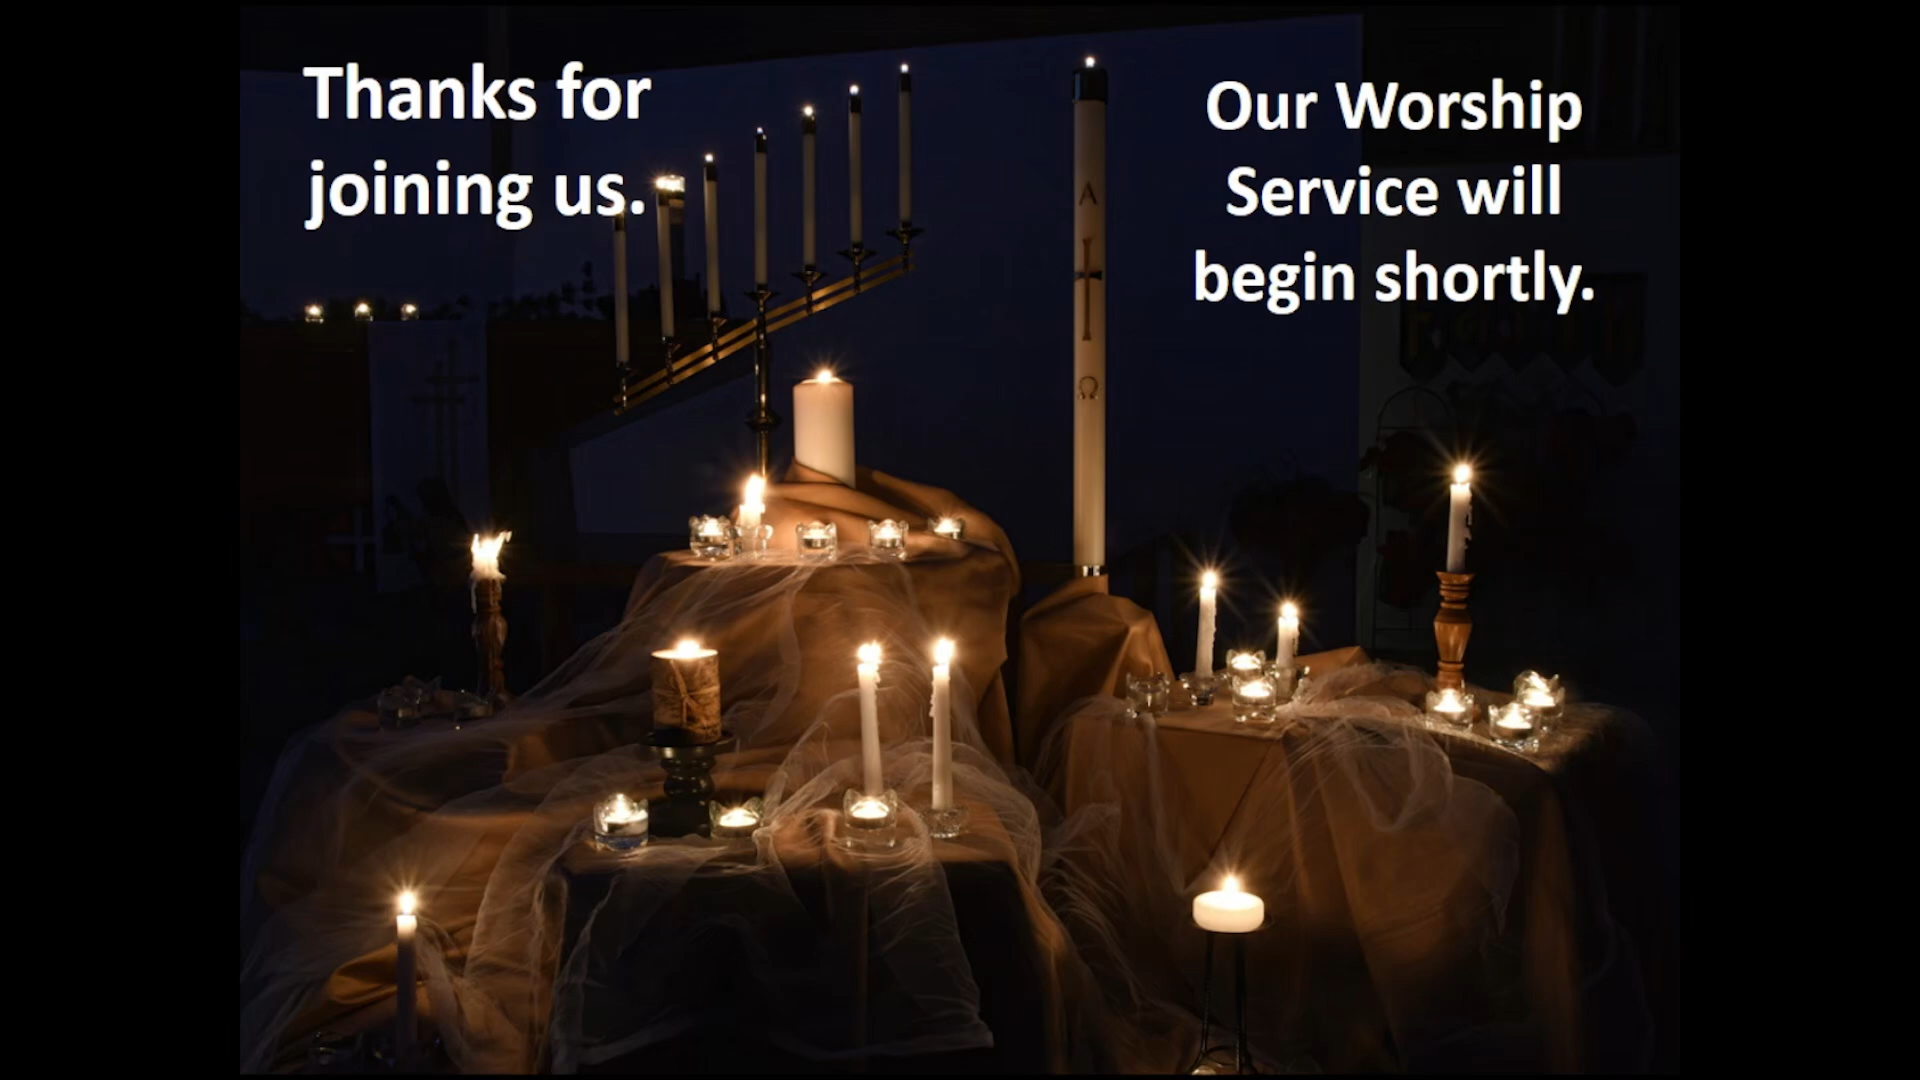 Thanks for
joining us.
Our Worship
Service will
begin shortly.
Α
Ω